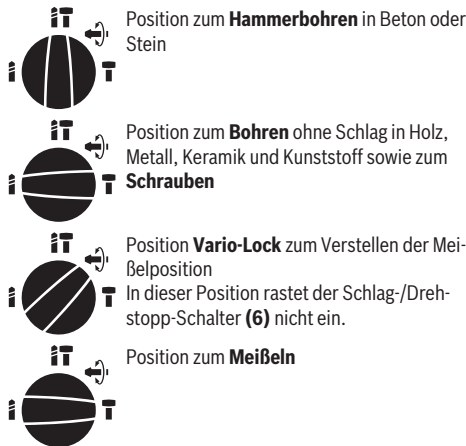 Position zum Hammerbohren in Beton oder
Stein
Position zum Bohren ohne Schlag in Holz,
Metall, Keramik und Kunststoff sowie zum
Schrauben
Position Vario-Lock zum Verstellen der Mei-
ßelposition
In dieser Position rastet der Schlag-/Dreh-
stopp-Schalter (6) nicht ein.
Position zum Meißeln